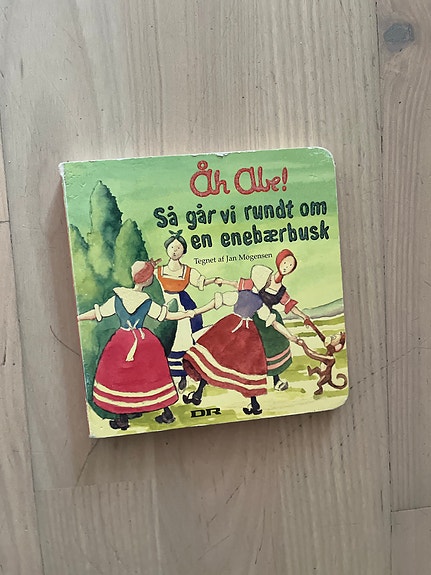 Åh Abe!
Så går vi rundt om
en enebærbusk
Tegnet af Jan Mogensen
DR